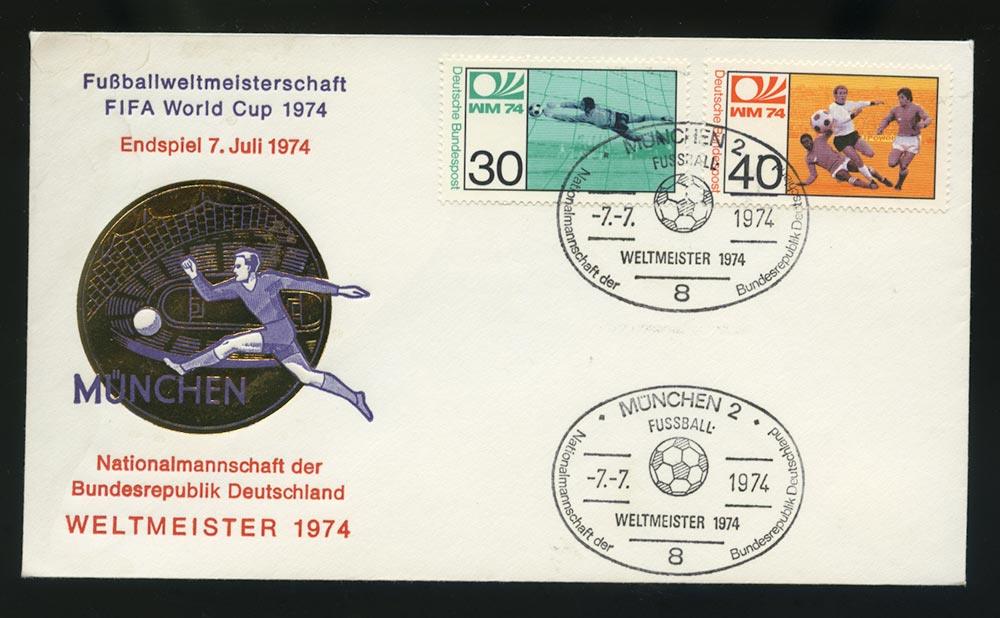 Fußballweltmeisterschaft
FIFA World Cup 1974
Endspiel 7. Juli 1974
MÜNCHEN
Nationalmannschaft der
Bundesrepublik Deutschland
WELTMEISTER 1974
Deutsche Bundespost
WM 74
30
Deutsche Bundespost
WM 74
40
MÜNCHEN 2
FUSSBALL-
-7.-7. 1974
WELTMEISTER 1974
8
Nationalmannschaft der Bundesrepublik Deutschland
MÜNCHEN 2
FUSSBALL-
-7.-7. 1974
WELTMEISTER 1974
8
Nationalmannschaft der Bundesrepublik Deutschland